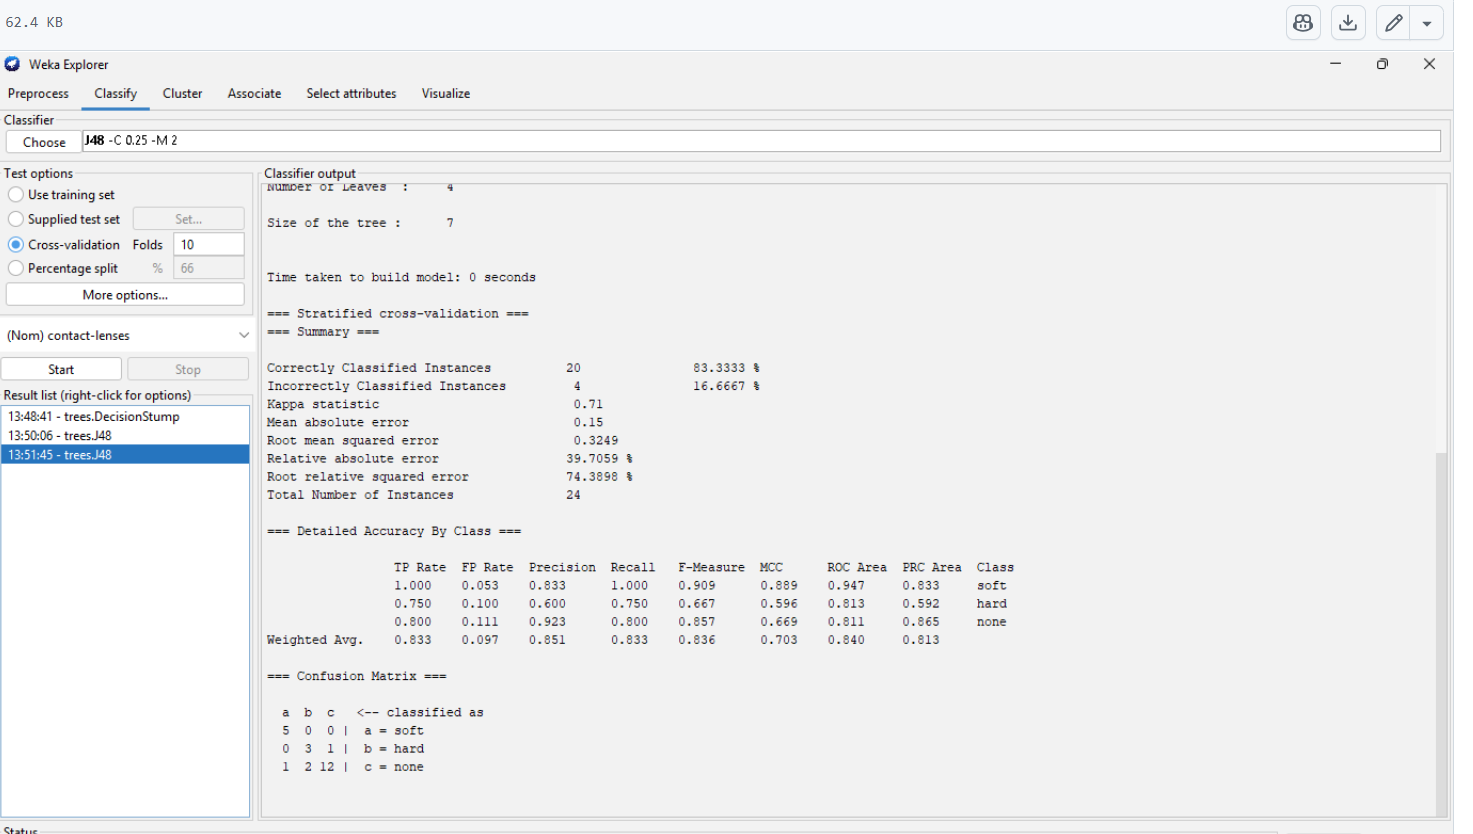 62.4 KB
Weka Explorer
Preprocess Classify Cluster Associate Select attributes Visualize
Classifier
Choose J48 -C 0.25 -M 2
Test options
Use training set
Supplied test set Set...
Cross-validation Folds 10
Percentage split % 66
More options...
(Nom) contact-lenses
Start Stop
Result list (right-click for options)
13:48:41 - trees.DecisionStump
13:50:06 - trees.J48
13:51:45 - trees.J48
Classifier output
Number of Leaves : 4
Size of the tree : 7
Time taken to build model: 0 seconds
=== Stratified cross-validation ===
=== Summary ===
Correctly Classified Instances 20 83.3333 %
Incorrectly Classified Instances 4 16.6667 %
Kappa statistic 0.71
Mean absolute error 0.15
Root mean squared error 0.3249
Relative absolute error 39.7059 %
Root relative squared error 74.3898 %
Total Number of Instances 24
=== Detailed Accuracy By Class ===
TP Rate FP Rate Precision Recall F-Measure MCC ROC Area PRC Area Class
1.000 0.053 0.833 1.000 0.909 0.889 0.947 0.833 soft
0.750 0.100 0.600 0.750 0.667 0.596 0.813 0.592 hard
0.800 0.111 0.923 0.800 0.857 0.669 0.811 0.865 none
Weighted Avg. 0.833 0.097 0.851 0.833 0.836 0.703 0.840 0.813
=== Confusion Matrix ===
a b c <-- classified as
5 0 0 | a = soft
0 3 1 | b = hard
1 2 12 | c = none
Status